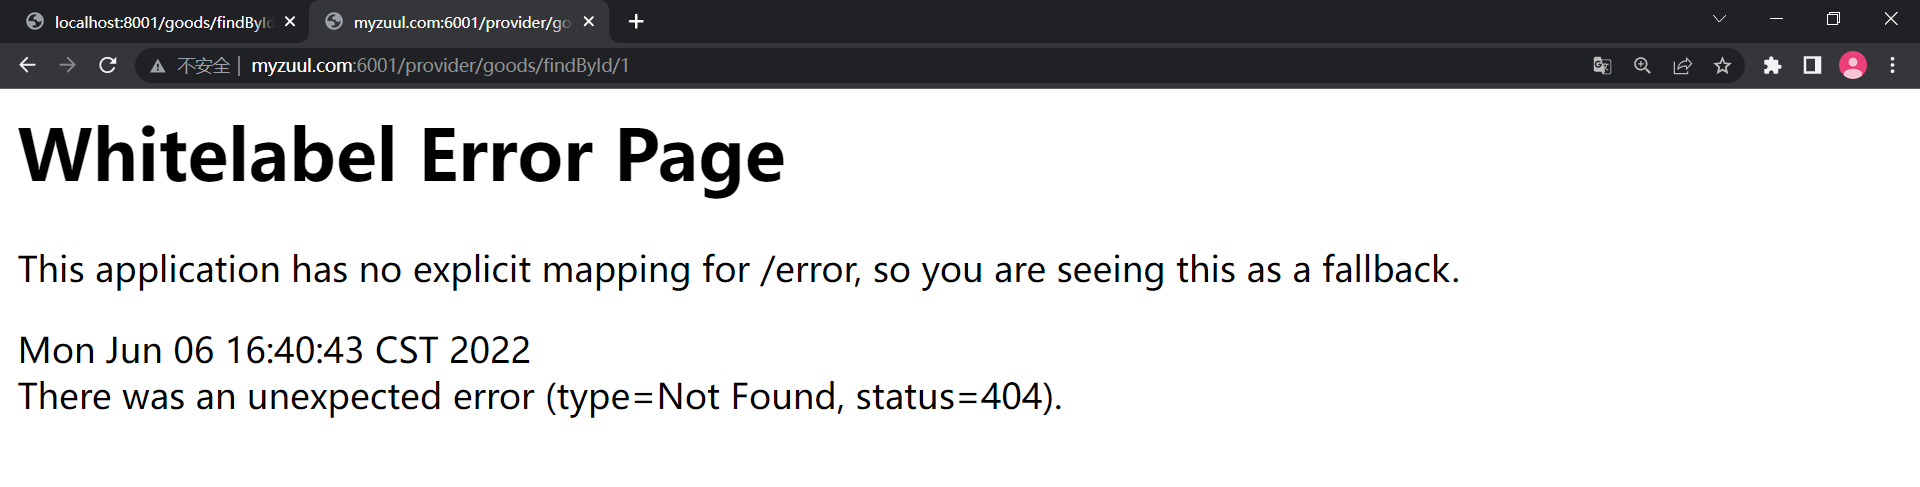 localhost:8001/goods/findById
myzuul.com:6001/provider/go
不安全 | myzuul.com:6001/provider/goods/findById/1
Whitelabel Error Page
This application has no explicit mapping for /error, so you are seeing this as a fallback.
Mon Jun 06 16:40:43 CST 2022
There was an unexpected error (type=Not Found, status=404).